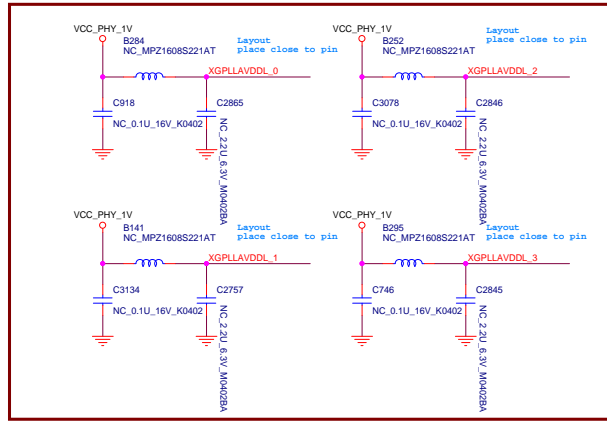 VCC_PHY_1V
B284
NC_MPZ1608S221AT
Layout
place close to pin
XGPLLAVDDL_0
C918
NC_0.1U_16V_K0402
C2865
NC_2.2U_6.3V_M0402BA
VCC_PHY_1V
B252
NC_MPZ1608S221AT
Layout
place close to pin
XGPLLAVDDL_2
C3078
NC_0.1U_16V_K0402
C2846
NC_2.2U_6.3V_M0402BA
VCC_PHY_1V
B141
NC_MPZ1608S221AT
Layout
place close to pin
XGPLLAVDDL_1
C3134
NC_0.1U_16V_K0402
C2757
NC_2.2U_6.3V_M0402BA
VCC_PHY_1V
B295
NC_MPZ1608S221AT
Layout
place close to pin
XGPLLAVDDL_3
C746
NC_0.1U_16V_K0402
C2845
NC_2.2U_6.3V_M0402BA